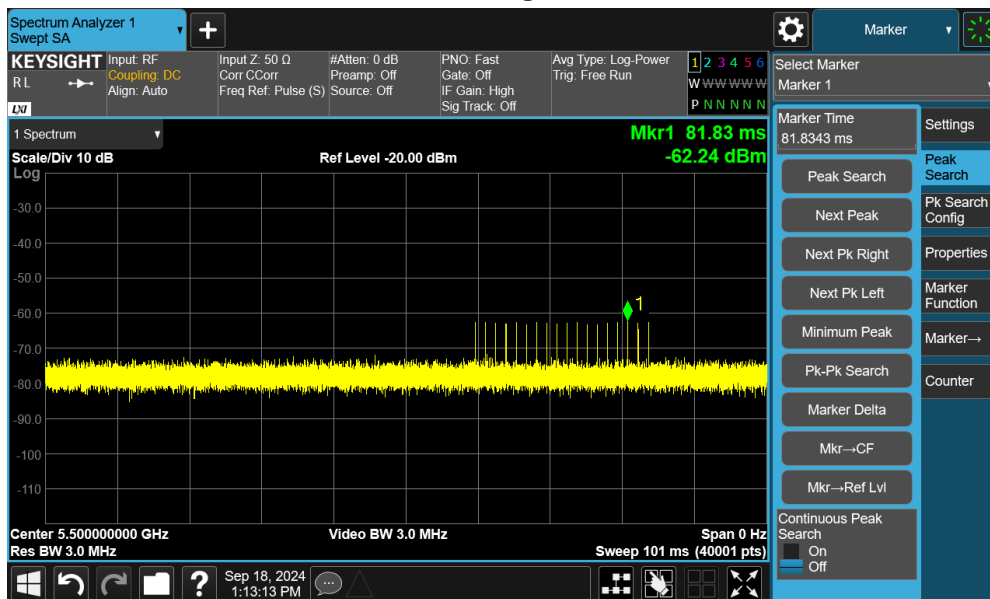 Spectrum Analyzer 1
Swept SA
+
Marker
KEYSIGHT
R L
LXI
Input: RF
Coupling: DC
Align: Auto
Input Z: 50 Ω
Corr CCorr
Freq Ref: Pulse (S)
#Atten: 0 dB
Preamp: Off
Source: Off
PNO: Fast
Gate: Off
IF Gain: High
Sig Track: Off
Avg Type: Log-Power
Trig: Free Run
1 2 3 4 5 6
W W W W W W
P N N N N N
Select Marker
Marker 1
1 Spectrum
Mkr1 81.83 ms
-62.24 dBm
Scale/Div 10 dB
Ref Level -20.00 dBm
Log
-30.0
-40.0
-50.0
-60.0
-70.0
-80.0
-90.0
-100
-110
1
Center 5.500000000 GHz
Video BW 3.0 MHz
Span 0 Hz
Res BW 3.0 MHz
Sweep 101 ms (40001 pts)
Marker Time
81.8343 ms
Peak Search
Next Peak
Next Pk Right
Next Pk Left
Minimum Peak
Pk-Pk Search
Marker Delta
Mkr→CF
Mkr→Ref Lvl
Continuous Peak
Search
On
Off
Settings
Peak
Search
Pk Search
Config
Properties
Marker
Function
Marker→
Counter
?
Sep 18, 2024
1:13:13 PM